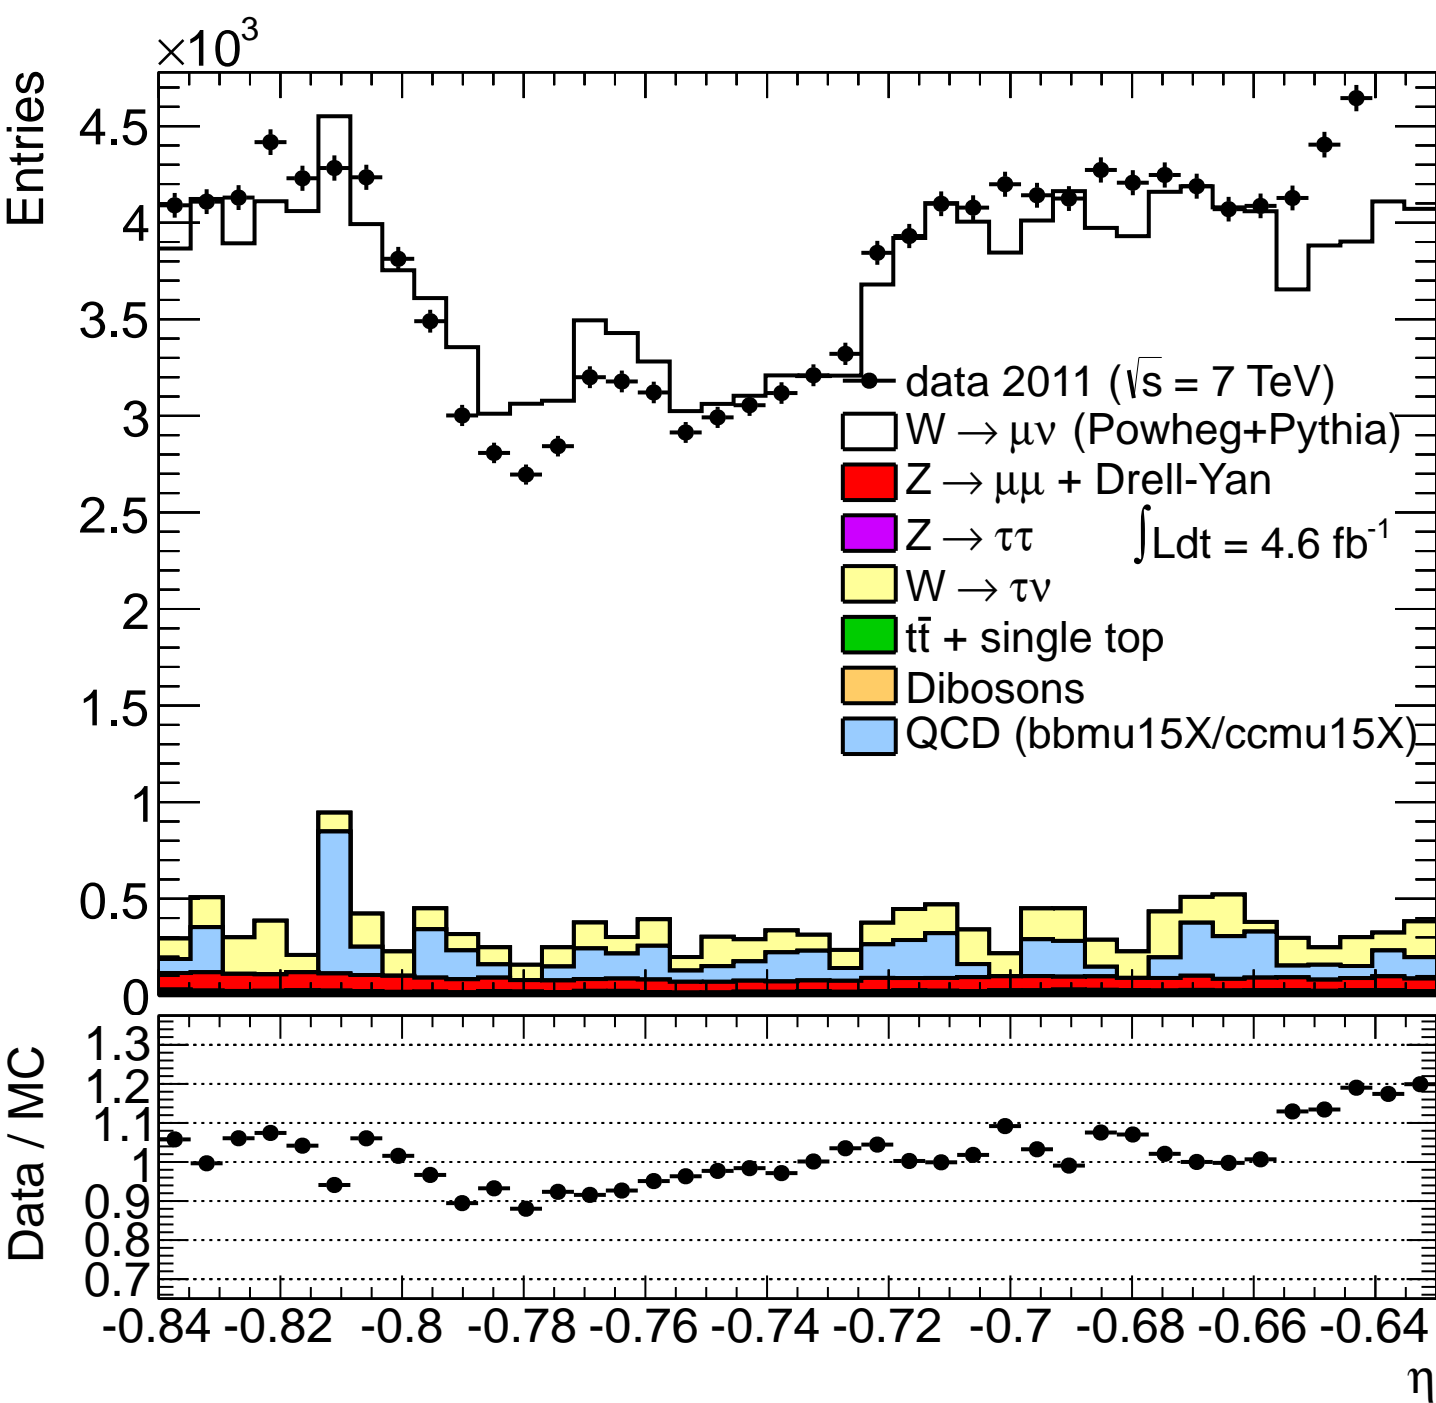 ×10³
Entries
4.5
4
3.5
3
2.5
2
1.5
1
0.5
0
data 2011 (√s = 7 TeV)
W → μν (Powheg+Pythia)
Z → μμ + Drell-Yan
Z → ττ
∫Ldt = 4.6 fb⁻¹
W → τν
tt̄ + single top
Dibosons
QCD (bbmu15X/ccmu15X)
Data / MC
1.3
1.2
1.1
1
0.9
0.8
0.7
-0.84 -0.82 -0.8 -0.78 -0.76 -0.74 -0.72 -0.7 -0.68 -0.66 -0.64
η